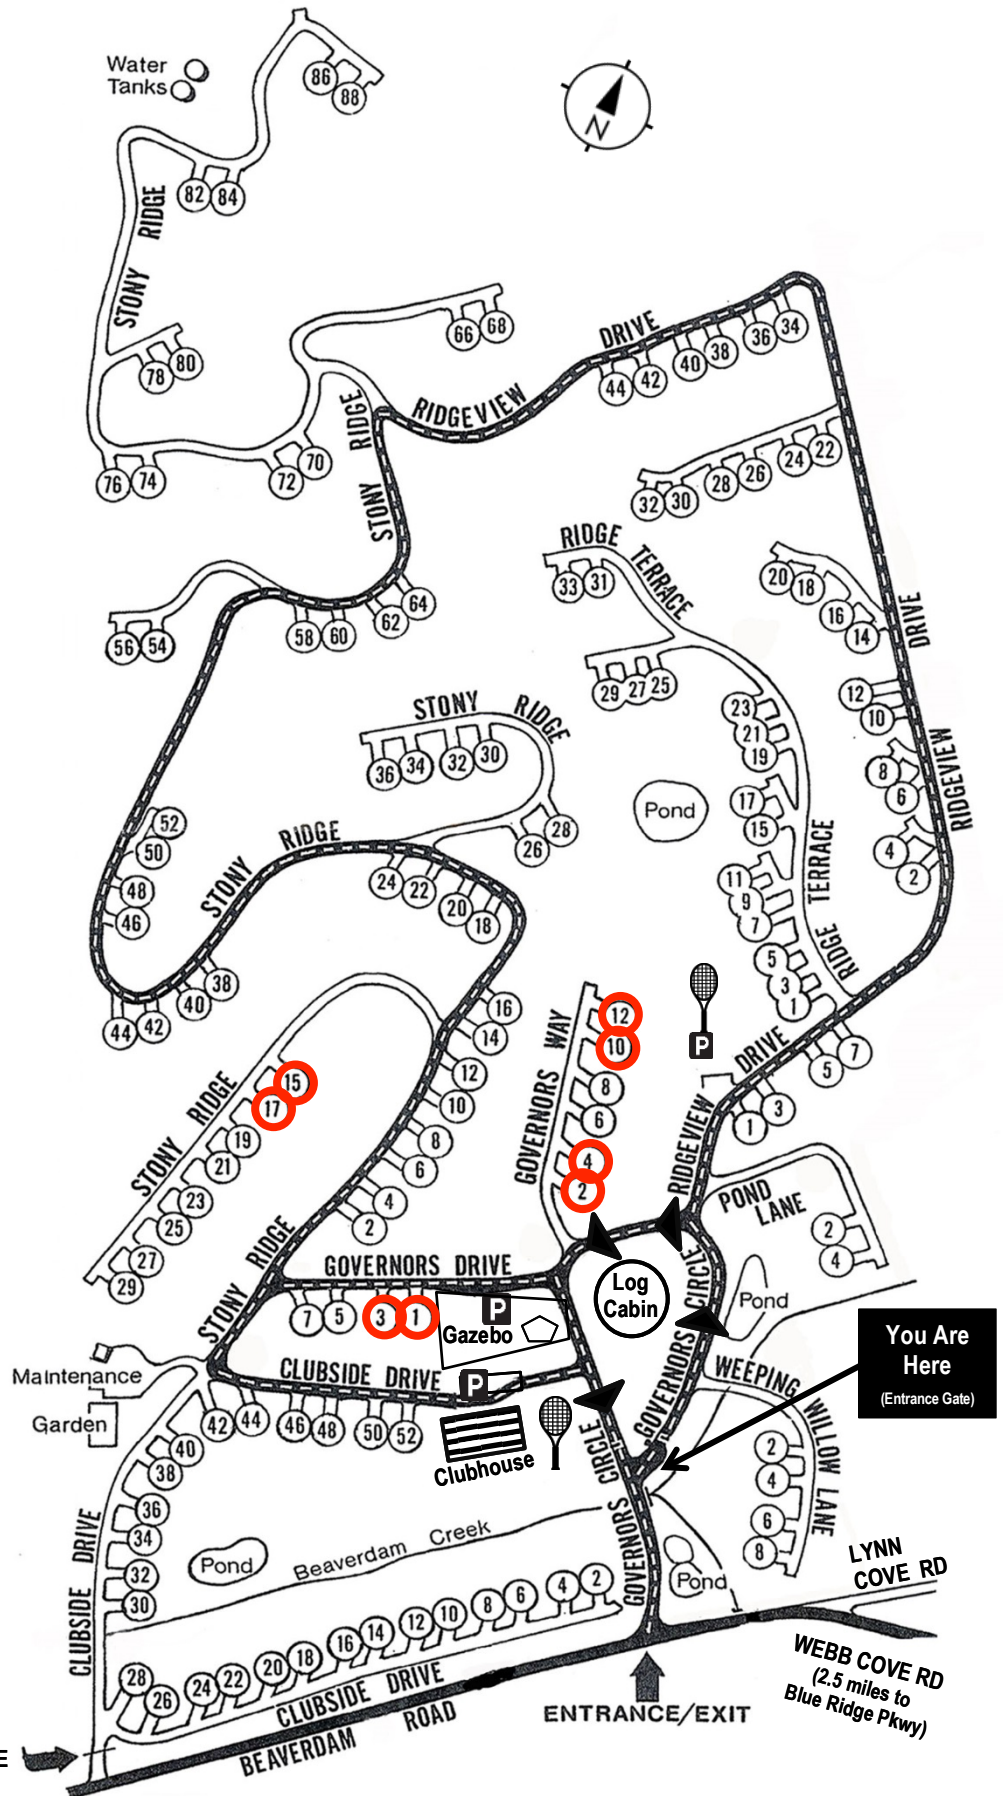 Water
Tanks
86
88
N
82
84
STONY RIDGE
78
80
66
68
DRIVE
34
36
38
40
42
44
RIDGEVIEW
STONY RIDGE
70
72
74
76
22
24
26
28
30
32
RIDGE TERRACE
33
31
20
18
16
14
DRIVE
64
62
60
58
54
56
29
27
25
12
10
STONY RIDGE
36
34
32
30
23
21
19
8
6
RIDGEVIEW
Pond
17
15
4
2
52
50
48
46
RIDGE
STONY
28
26
24
22
20
18
11
9
7
TERRACE
5
3
1
RIDGE
38
40
42
44
16
14
12
10
8
6
4
2
GOVERNORS WAY
12
10
8
6
4
2
P
DRIVE
7
5
3
1
RIDGEVIEW
STONY RIDGE
15
17
19
21
23
25
27
29
POND
LANE
2
4
STONY RIDGE
GOVERNORS DRIVE
7
5
3
1
P
Gazebo
Log
Cabin
GOVERNORS CIRCLE
Pond
You Are
Here
(Entrance Gate)
Maintenance
Garden
CLUBSIDE DRIVE
P
42
44
46
48
50
52
Clubhouse
WEEPING WILLOW LANE
2
4
6
8
40
38
36
34
32
30
CLUBSIDE DRIVE
GOVERNORS CIRCLE
Pond
Beaverdam Creek
Pond
LYNN
COVE RD
28
26
24
22
20
18
16
14
12
10
8
6
4
2
CLUBSIDE DRIVE
BEAVERDAM ROAD
ENTRANCE/EXIT
WEBB COVE RD
(2.5 miles to
Blue Ridge Pkwy)
E